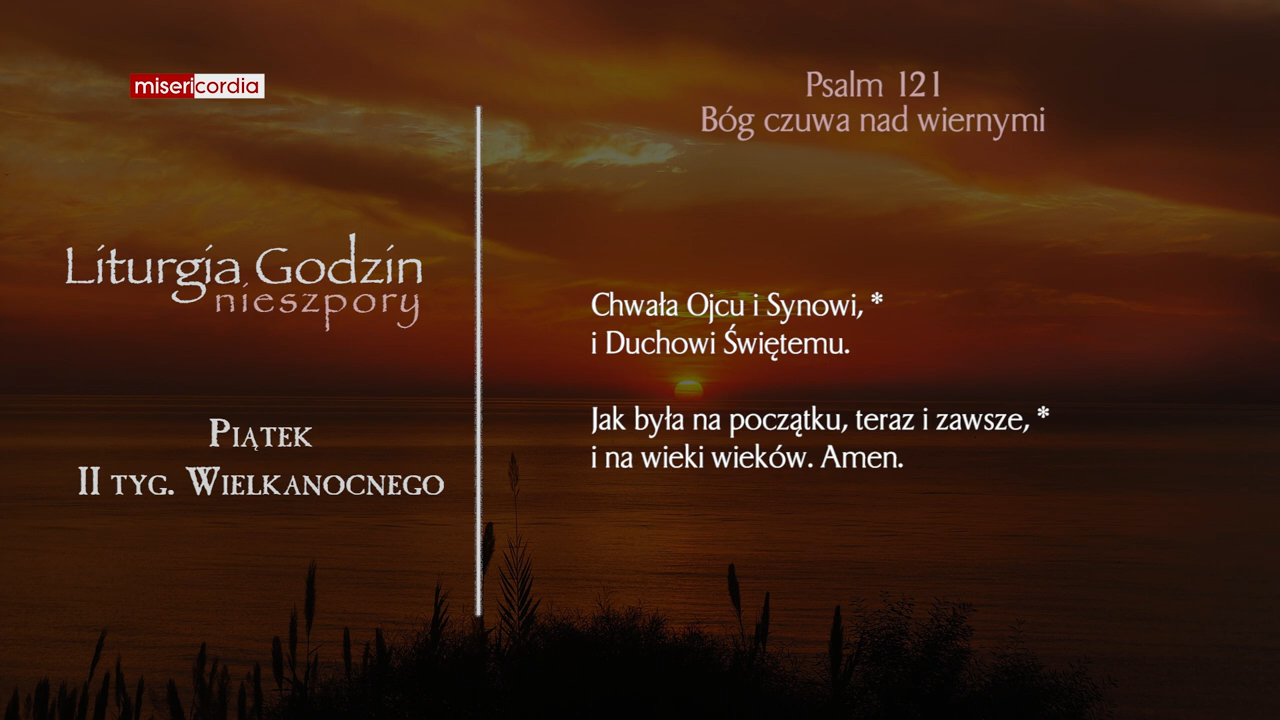 misericordia
Liturgia Godzin
nieszpory
Piątek
II tyg. Wielkanocnego
Psalm 121
Bóg czuwa nad wiernymi
Chwała Ojcu i Synowi, *
i Duchowi Świętemu.
Jak była na początku, teraz i zawsze, *
i na wieki wieków. Amen.